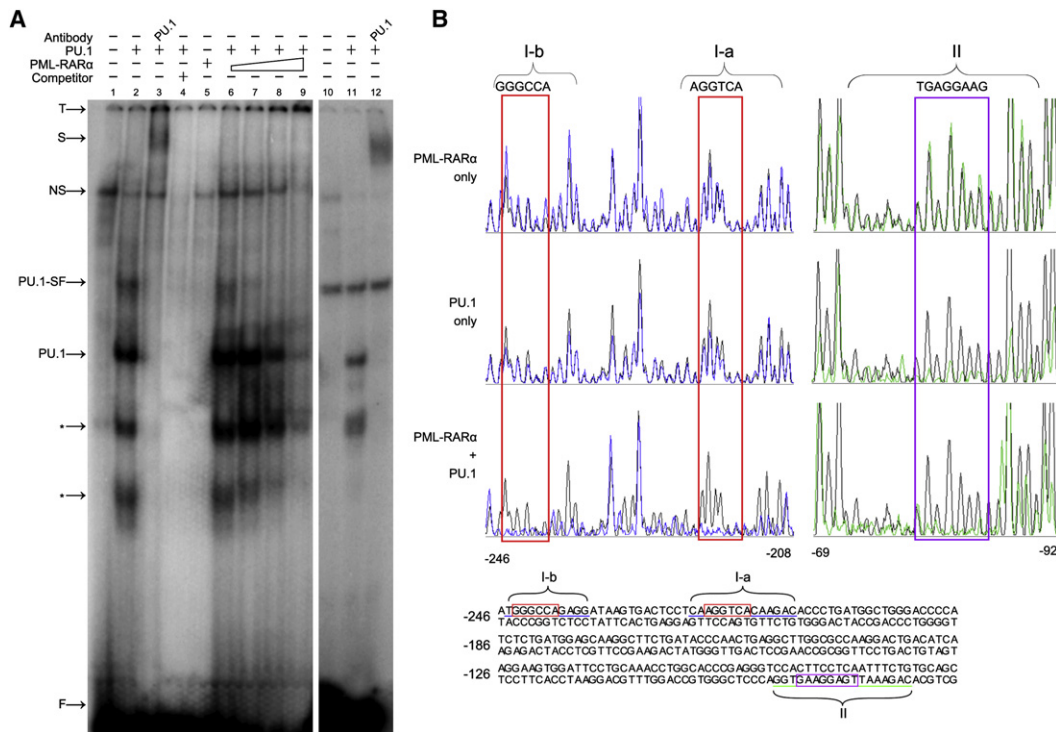 A
Antibody – – PU.1 – – – – – – – – PU.1
PU.1 – + + + – + + + + – + +
PML-RARα – – – – +
Competitor – – – + – – – – – – – –
1 2 3 4 5 6 7 8 9 10 11 12
T→
S→
NS→
PU.1-SF→
PU.1→
*→
*→
F→
B
I-b I-a II
GGGCCA AGGTCA TGAGGAAG
PML-RARα
only
PU.1
only
PML-RARα
+
PU.1
-246 -208 -69 -92
I-b I-a
-246
ATGGGCCAGAGGATAAGTGACTCCTCAAGGTCACAAGACACCCTGATGGCTGGGACCCCA
TACCCGGTCTCCTATTCACTGAGGAGTTCCAGTGTTCTGTGGGACTACCGACCCTGGGGT
-186
TCTCTGATGGAGCAAGGCTTCTGATACCCAACTGAGGCTTGGCGCCAAGGACTGACATCA
AGAGACTACCTCGTTCCGAAGACTATGGGTTGACTCCGAACCGCGGTTCCTGACTGTAGT
-126
AGGAAGTGGATTCCTGCAAACCTGGCACCCGAGGGTCCACTTCCTCAATTTCTGTGCAGC
TCCTTCACCTAAGGACGTTTGGACCGTGGGCTCCCAGGTGAAGGAGTTAAAGACACGTCG
II